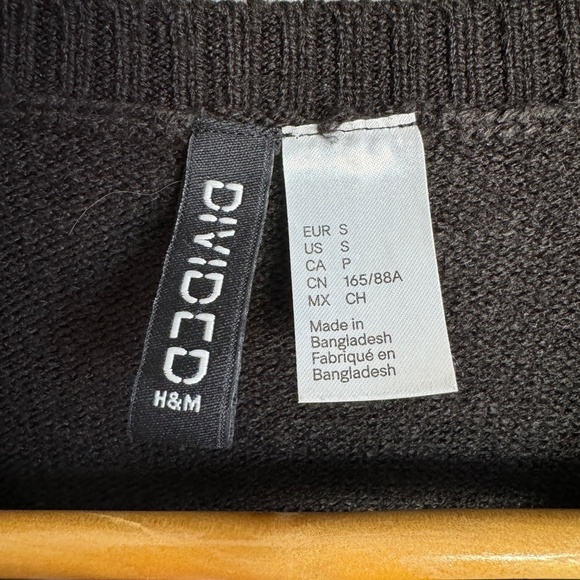 DIVIDED
H&M
EUR S
US S
CA P
CN 165/88A
MX CH
Made in
Bangladesh
Fabriqué en
Bangladesh